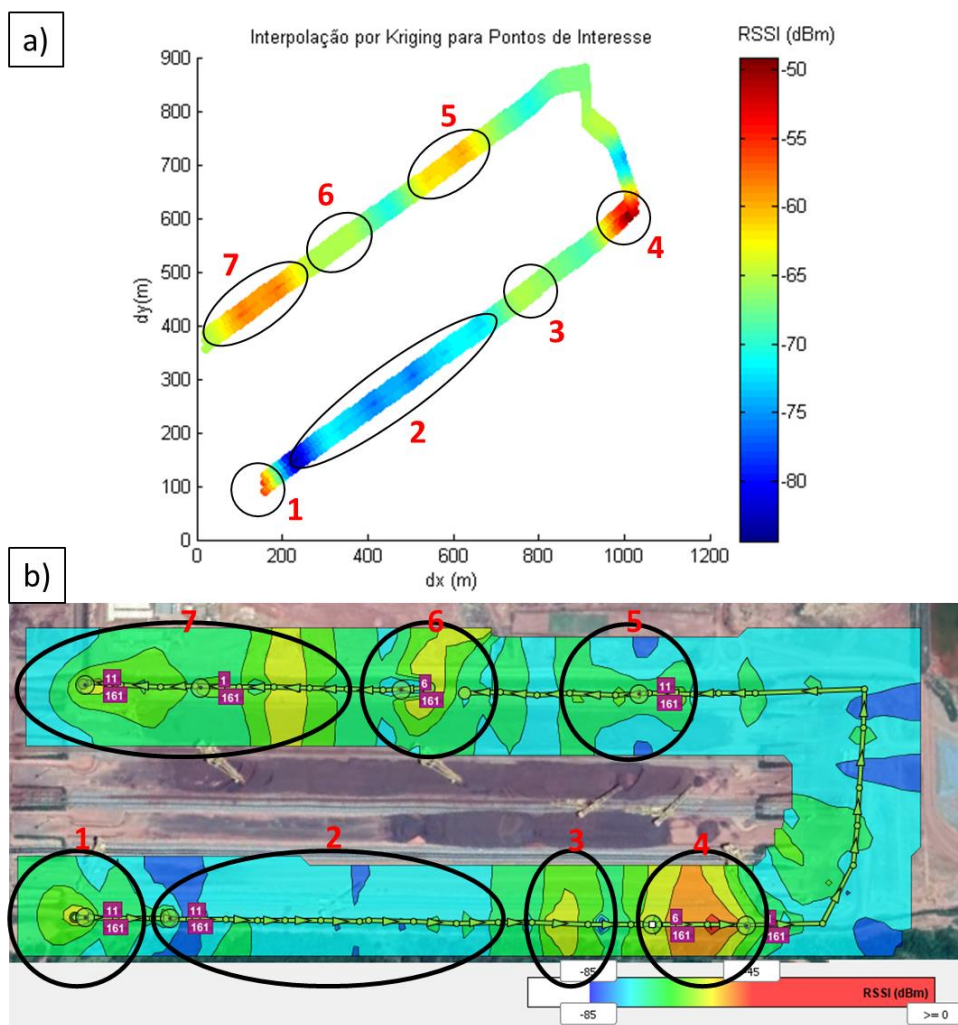 a)
Interpolação por Kriging para Pontos de Interesse
RSSI (dBm)
900
800
700
600
500
400
300
200
100
0
dy(m)
0 200 400 600 800 1000 1200
dx (m)
-50
-55
-60
-65
-70
-75
-80
5
6
7
4
3
2
1
b)
7 6 5
11 1 6 11
161 161 161 161
1 2 3 4
11 11 6 1
161 161 161 161
-85 -45
RSSI (dBm)
-85 >= 0